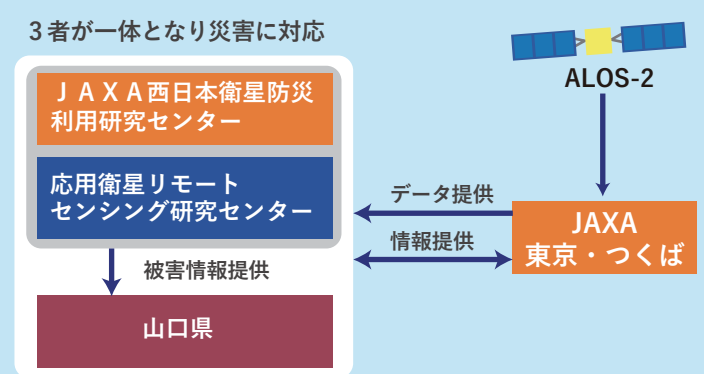 3者が一体となり災害に対応
ALOS-2
JAXA西日本衛星防災
利用研究センター
応用衛星リモート
センシング研究センター
データ提供
情報提供
JAXA
東京・つくば
被害情報提供
山口県